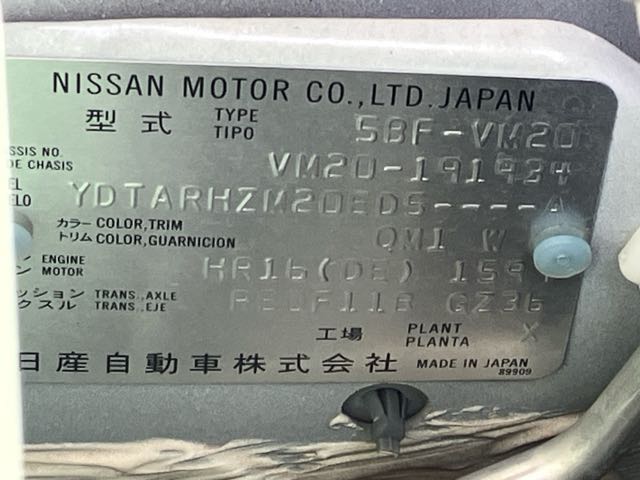 NISSAN MOTOR CO.,LTD. JAPAN
型式 TYPE TIPO 5BF-VM20
SSIS NO. VM20-191934
DE CHASIS
EL YDTARHZM20EDS----A
ELO
カラー COLOR,TRIM
トリム COLOR,GUARNICION QM1 W
ン ENGINE HR16(DE) 159
ン MOTOR
ッション TRANS.,AXLE GZ36
クスル TRANS.,EJE
工場 PLANT PLANTA X
日産自動車株式会社 MADE IN JAPAN
89909